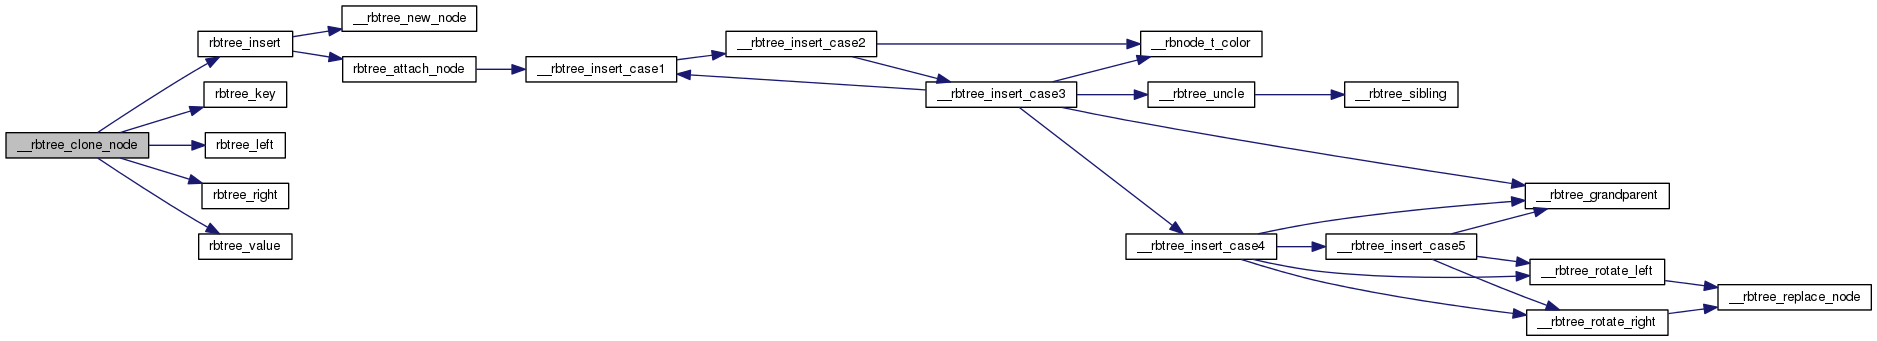 __rbtree_clone_node
rbtree_insert
rbtree_key
rbtree_left
rbtree_right
rbtree_value
__rbtree_new_node
rbtree_attach_node
__rbtree_insert_case1
__rbtree_insert_case2
__rbtree_insert_case3
__rbnode_t_color
__rbtree_uncle
__rbtree_sibling
__rbtree_insert_case4
__rbtree_insert_case5
__rbtree_grandparent
__rbtree_rotate_left
__rbtree_rotate_right
__rbtree_replace_node